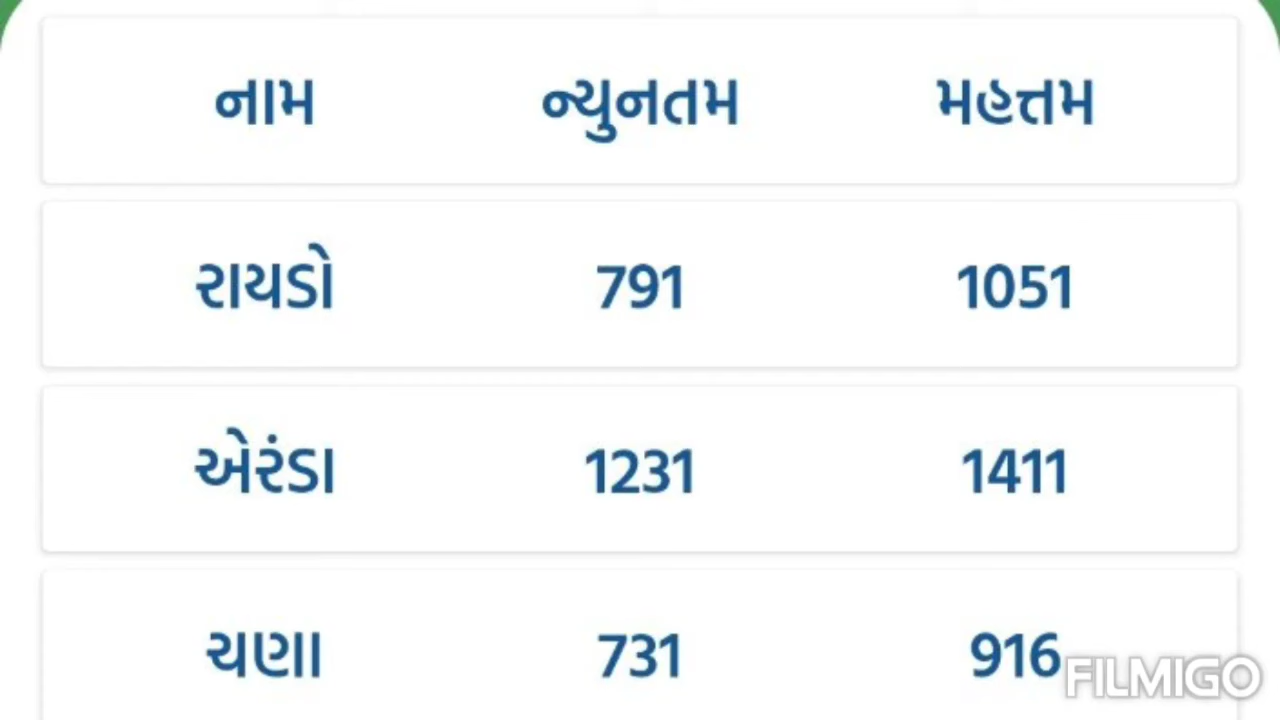 નામ ન્યુનતમ મહત્તમ
રાયડો 791 1051
એરંડા 1231 1411
ચણા 731 916
FILMIGO